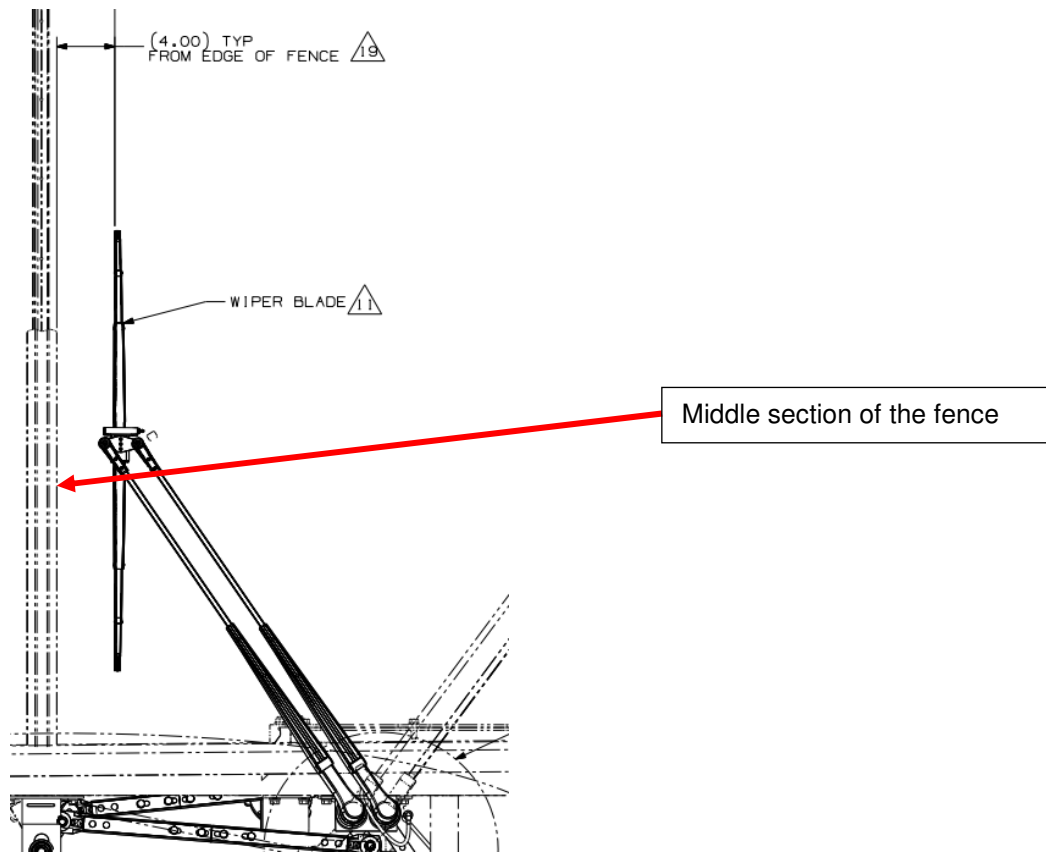 (4.00) TYP
FROM EDGE OF FENCE 19
WIPER BLADE 11
Middle section of the fence